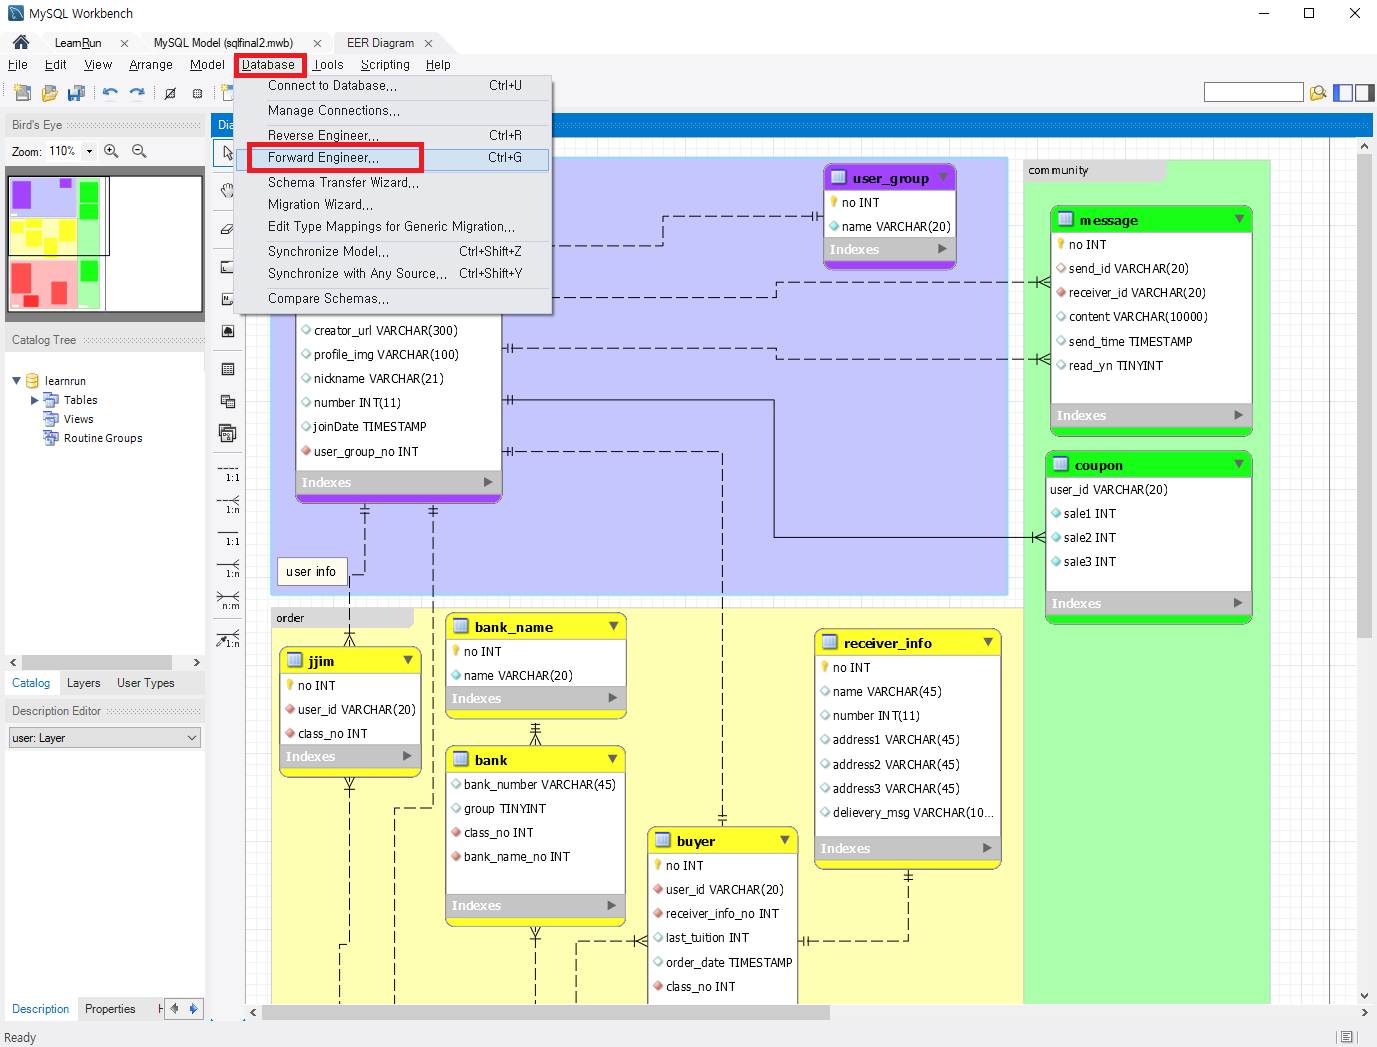 MySQL Workbench
LearnRun
MySQL Model (sqlfinal2.mwb)
EER Diagram
File Edit View Arrange Model Database Tools Scripting Help
Connect to Database... Ctrl+U
Manage Connections...
Reverse Engineer... Ctrl+R
Forward Engineer... Ctrl+G
Schema Transfer Wizard...
Migration Wizard...
Edit Type Mappings for Generic Migration...
Synchronize Model... Ctrl+Shift+Z
Synchronize with Any Source... Ctrl+Shift+Y
Compare Schemas...
Bird's Eye
Zoom: 110%
Catalog Tree
learnrun
Tables
Views
Routine Groups
Catalog Layers User Types
Description Editor
user: Layer
Description Properties H
Ready
Dia
1:1
1:n
1:1
1:n
n:m
1:n
creator_url VARCHAR(300)
profile_img VARCHAR(100)
nickname VARCHAR(21)
number INT(11)
joinDate TIMESTAMP
user_group_no INT
Indexes
user info
user_group
no INT
name VARCHAR(20)
Indexes
community
message
no INT
send_id VARCHAR(20)
receiver_id VARCHAR(20)
content VARCHAR(10000)
send_time TIMESTAMP
read_yn TINYINT
Indexes
coupon
user_id VARCHAR(20)
sale1 INT
sale2 INT
sale3 INT
Indexes
order
jjim
no INT
user_id VARCHAR(20)
class_no INT
Indexes
bank_name
no INT
name VARCHAR(20)
Indexes
bank
bank_number VARCHAR(45)
group TINYINT
class_no INT
bank_name_no INT
Indexes
buyer
no INT
user_id VARCHAR(20)
receiver_info_no INT
last_tuition INT
order_date TIMESTAMP
class_no INT
receiver_info
no INT
name VARCHAR(45)
number INT(11)
address1 VARCHAR(45)
address2 VARCHAR(45)
address3 VARCHAR(45)
delievery_msg VARCHAR(10...
Indexes